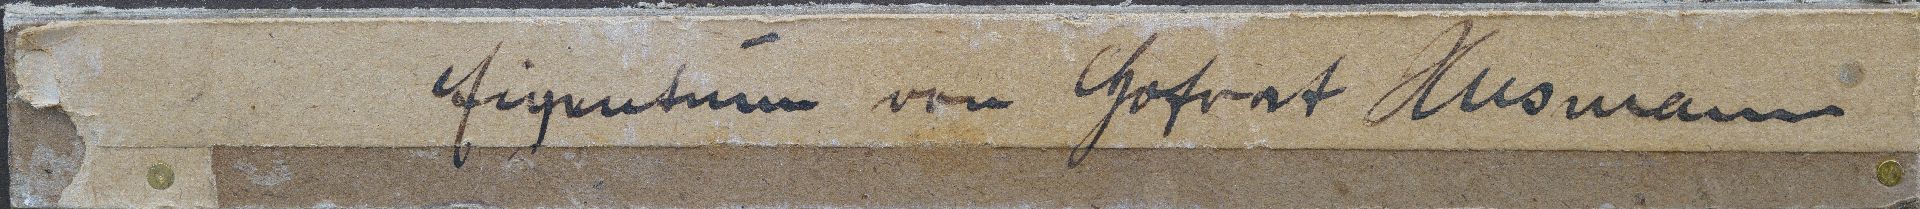 Eigentum von Hofrat Husmann